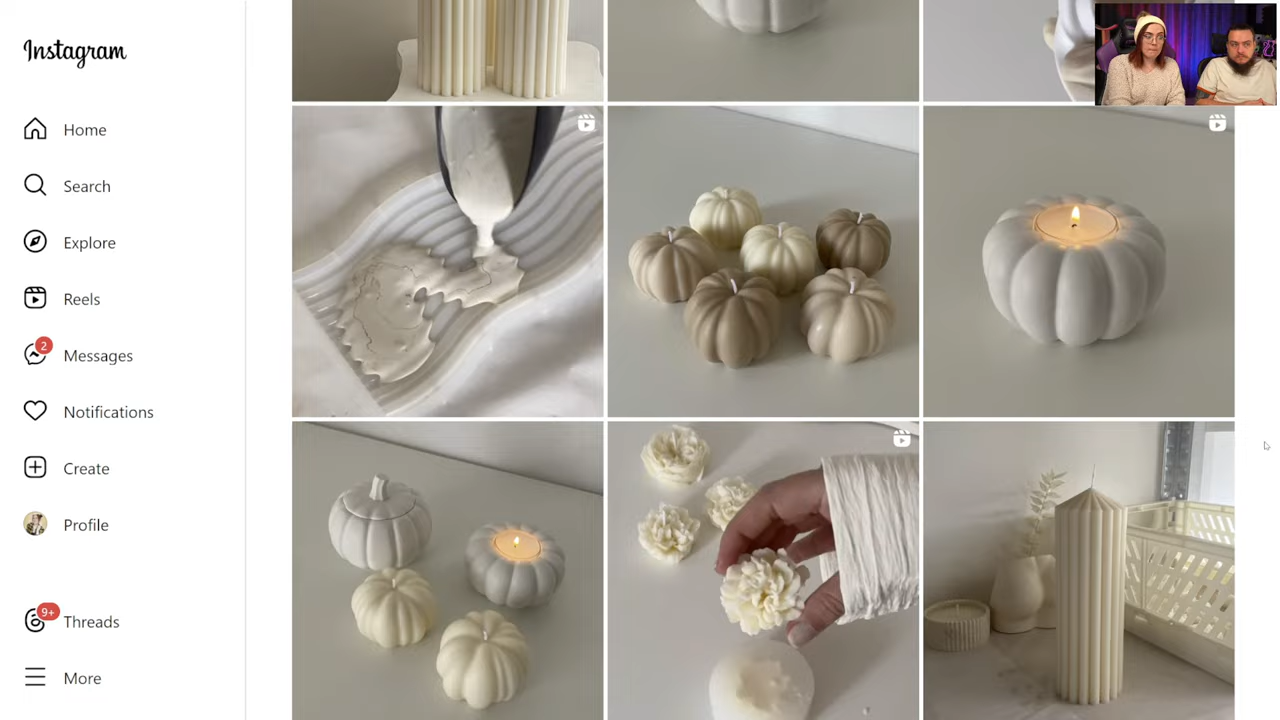 Instagram
Home
Search
Explore
Reels
2
Messages
Notifications
Create
Profile
9+
Threads
More